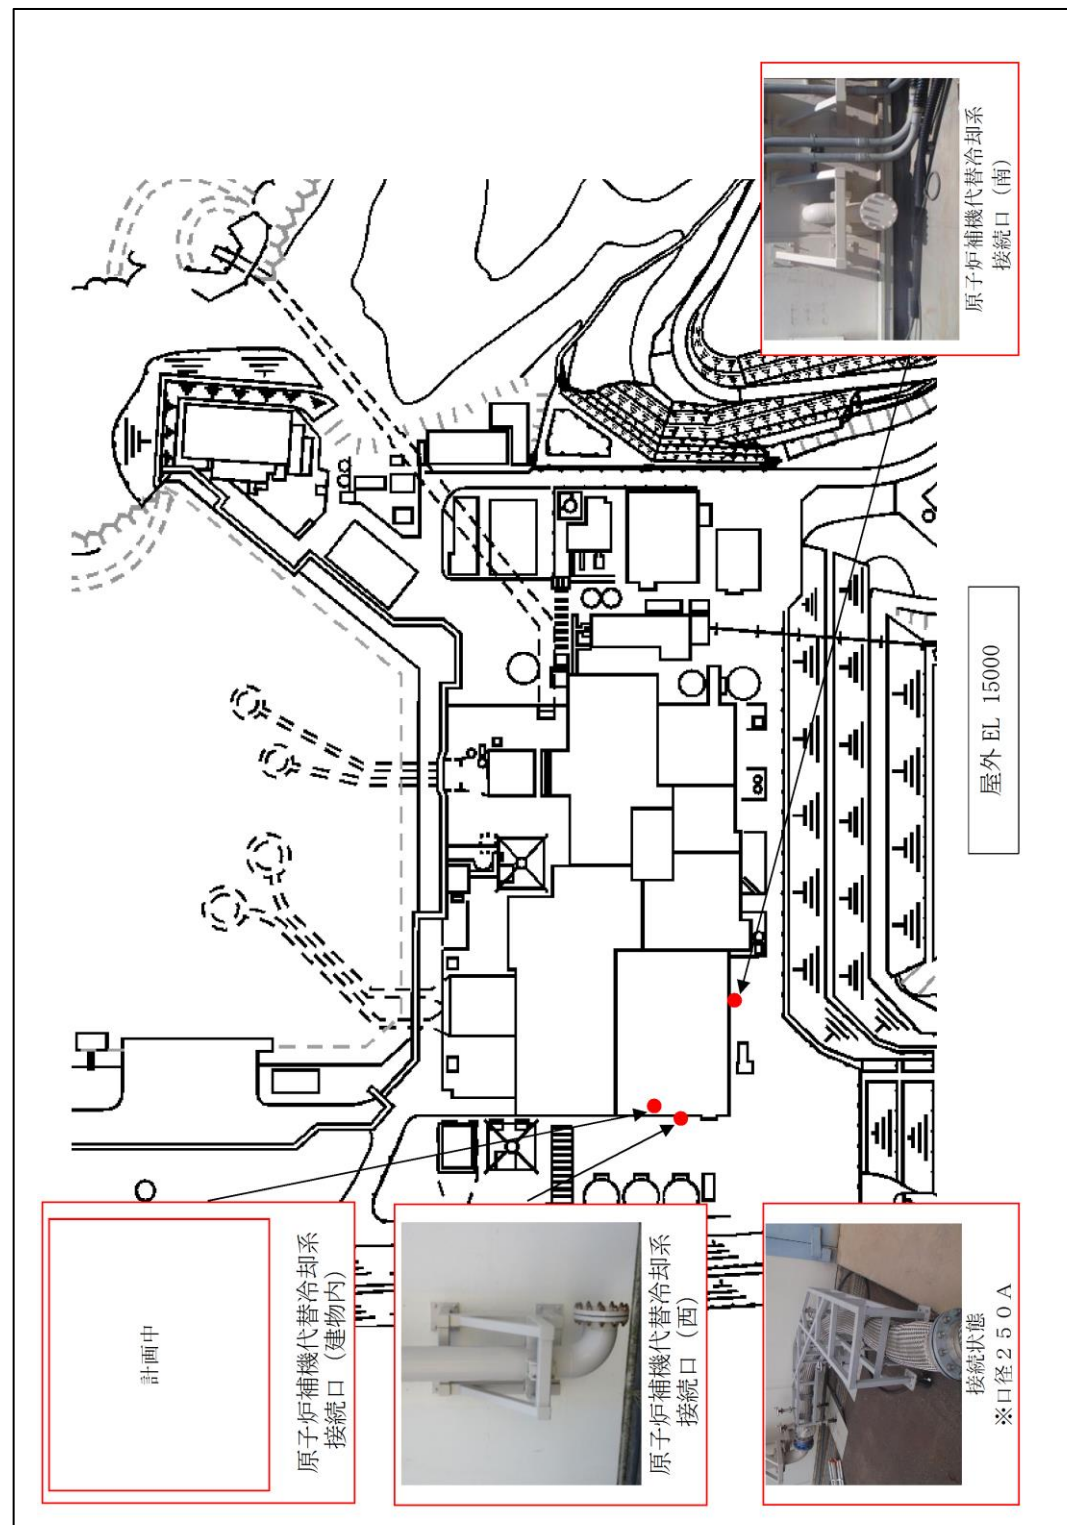 計画中
原子炉補機代替冷却系
接続口（建物内）
原子炉補機代替冷却系
接続口（西）
接続状態
※口径２５０Ａ
原子炉補機代替冷却系
接続口（南）
屋外 EL 15000